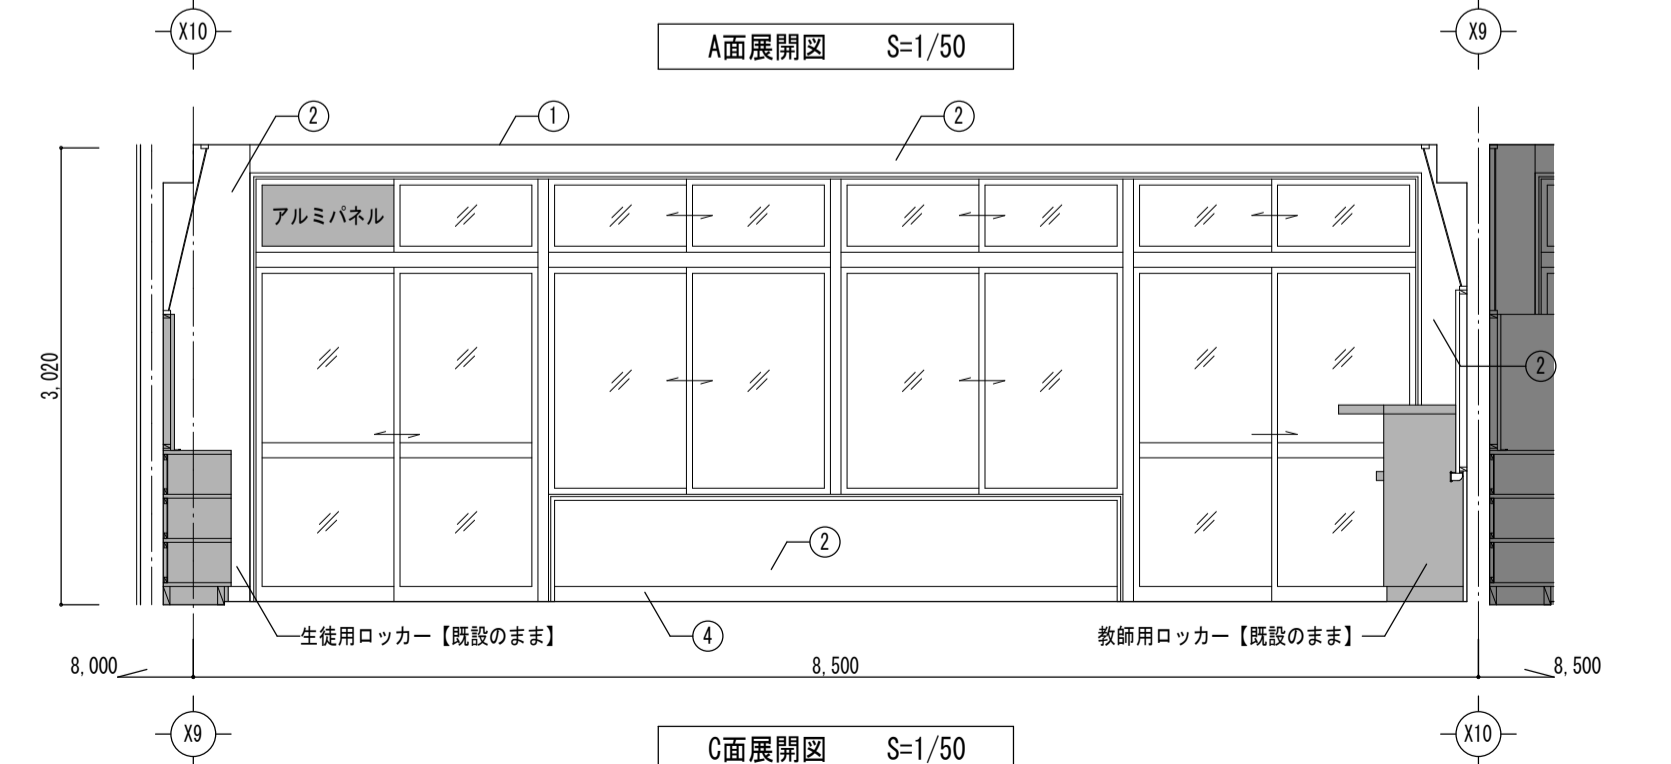 X10
A面展開図 S=1/50
X9
2
1
2
アルミパネル
3,020
2
2
生徒用ロッカー【既設のまま】
4
教師用ロッカー【既設のまま】
8,000
8,500
8,500
X9
C面展開図 S=1/50
X10